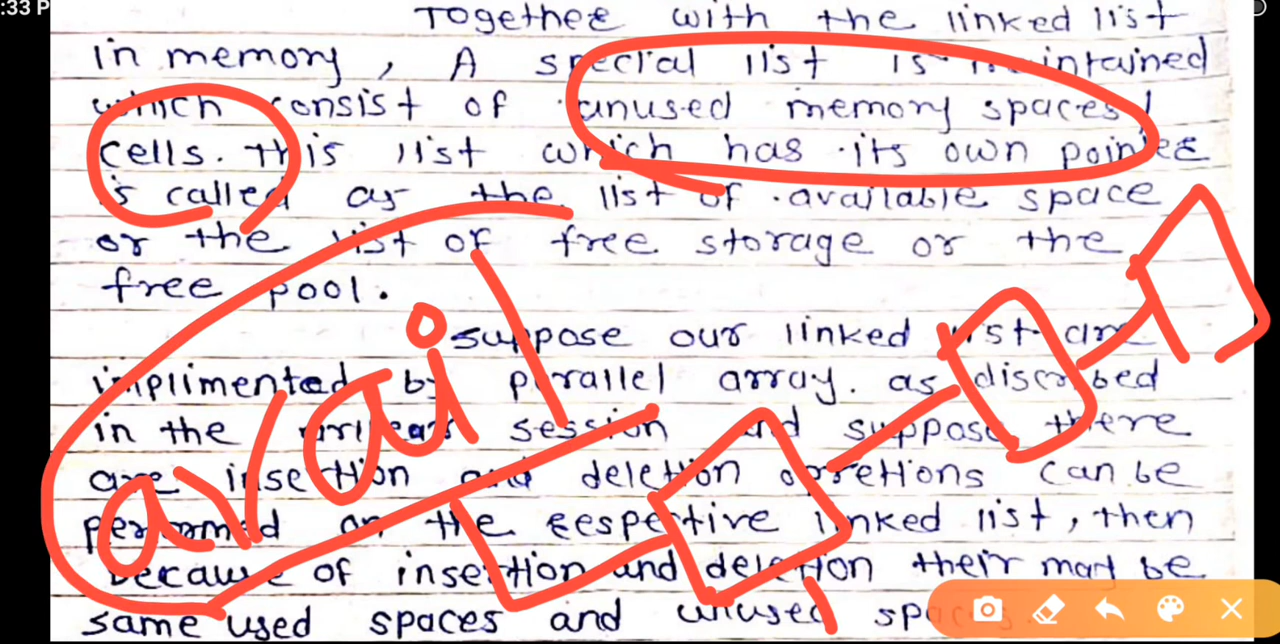 :33 P
Together with the linked list
in memory, A special list is maintained
which consist of unused memory spaces/
cells. This list which has its own pointer
is called as the list of available space
or the list of free storage or the
free pool.
Suppose our linked list are
implimented by parallel array. as discribed
in the session and suppose there
are insertion and deletion opretions can be
performed on the respective linked list, then
because of insertion and deletion their may be
same used spaces and unused
avail